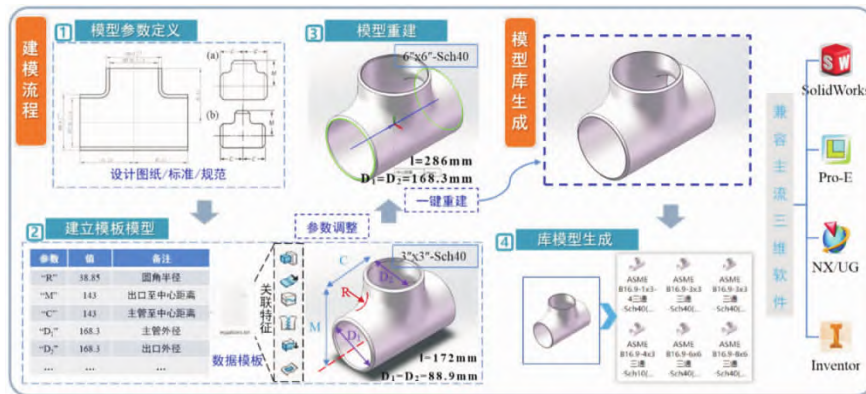 建模流程
1 模型参数定义
(a)
M
C
C
(b)
M
C
C
设计图纸/标准/规范
2 建立模板模型
参数 值 备注
“R” 38.85 圆角半径
“M” 143 出口至中心距离
“C” 143 主管至中心距离
“D₁” 168.3 主管外径
“D₂” 168.3 出口外径
... ... ...
equations.txt
数据模板
关联特征
3 模型重建
6"x6"-Sch40
l=286mm
D₁=D₂=168.3mm
参数调整
一键重建
3"x3"-Sch40
C
D₂
R
M
D₁
l=172mm
D₁=D₂=88.9mm
模型库生成
4 库模型生成
ASME
B16.9-1x3-
4三通
-Sch40(...
ASME
B16.9-2x3
三通
-Sch40(...
ASME
B16.9-3x3
三通
-Sch40(...
ASME
B16.9-4x3
三通
-Sch10(...
ASME
B16.9-6x6
三通
-Sch40(...
ASME
B16.9-8x6
三通
-Sch40(...
兼容主流三维软件
SW
SolidWorks
Pro-E
NX/UG
I
Inventor